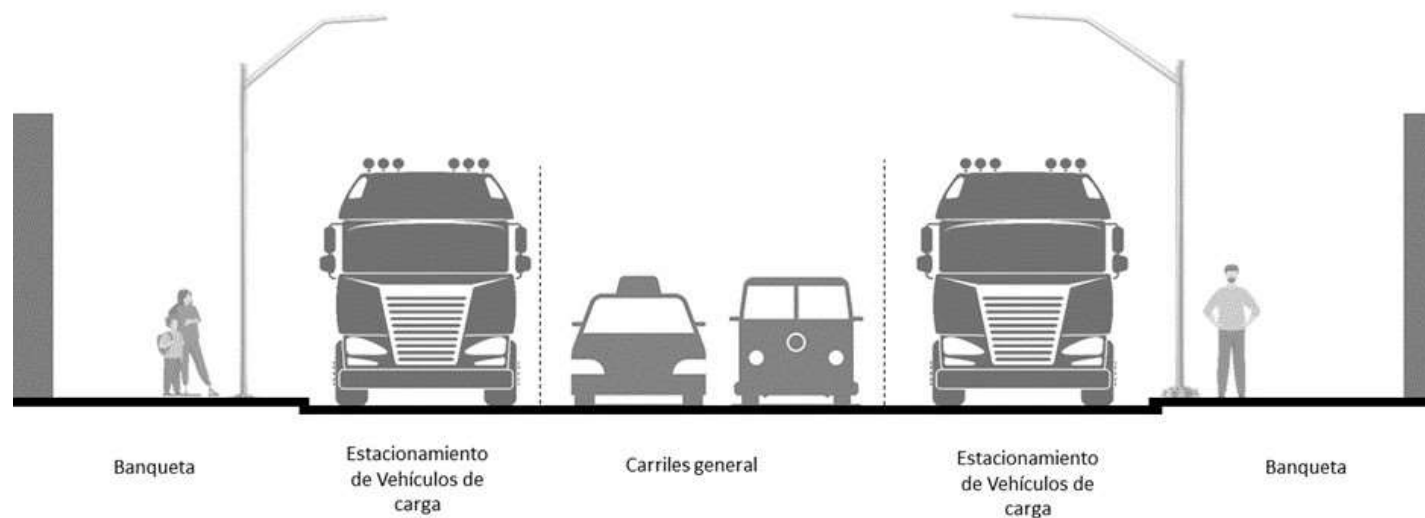 Banqueta
Estacionamiento
de Vehículos de
carga
Carriles general
Estacionamiento
de Vehículos de
carga
Banqueta